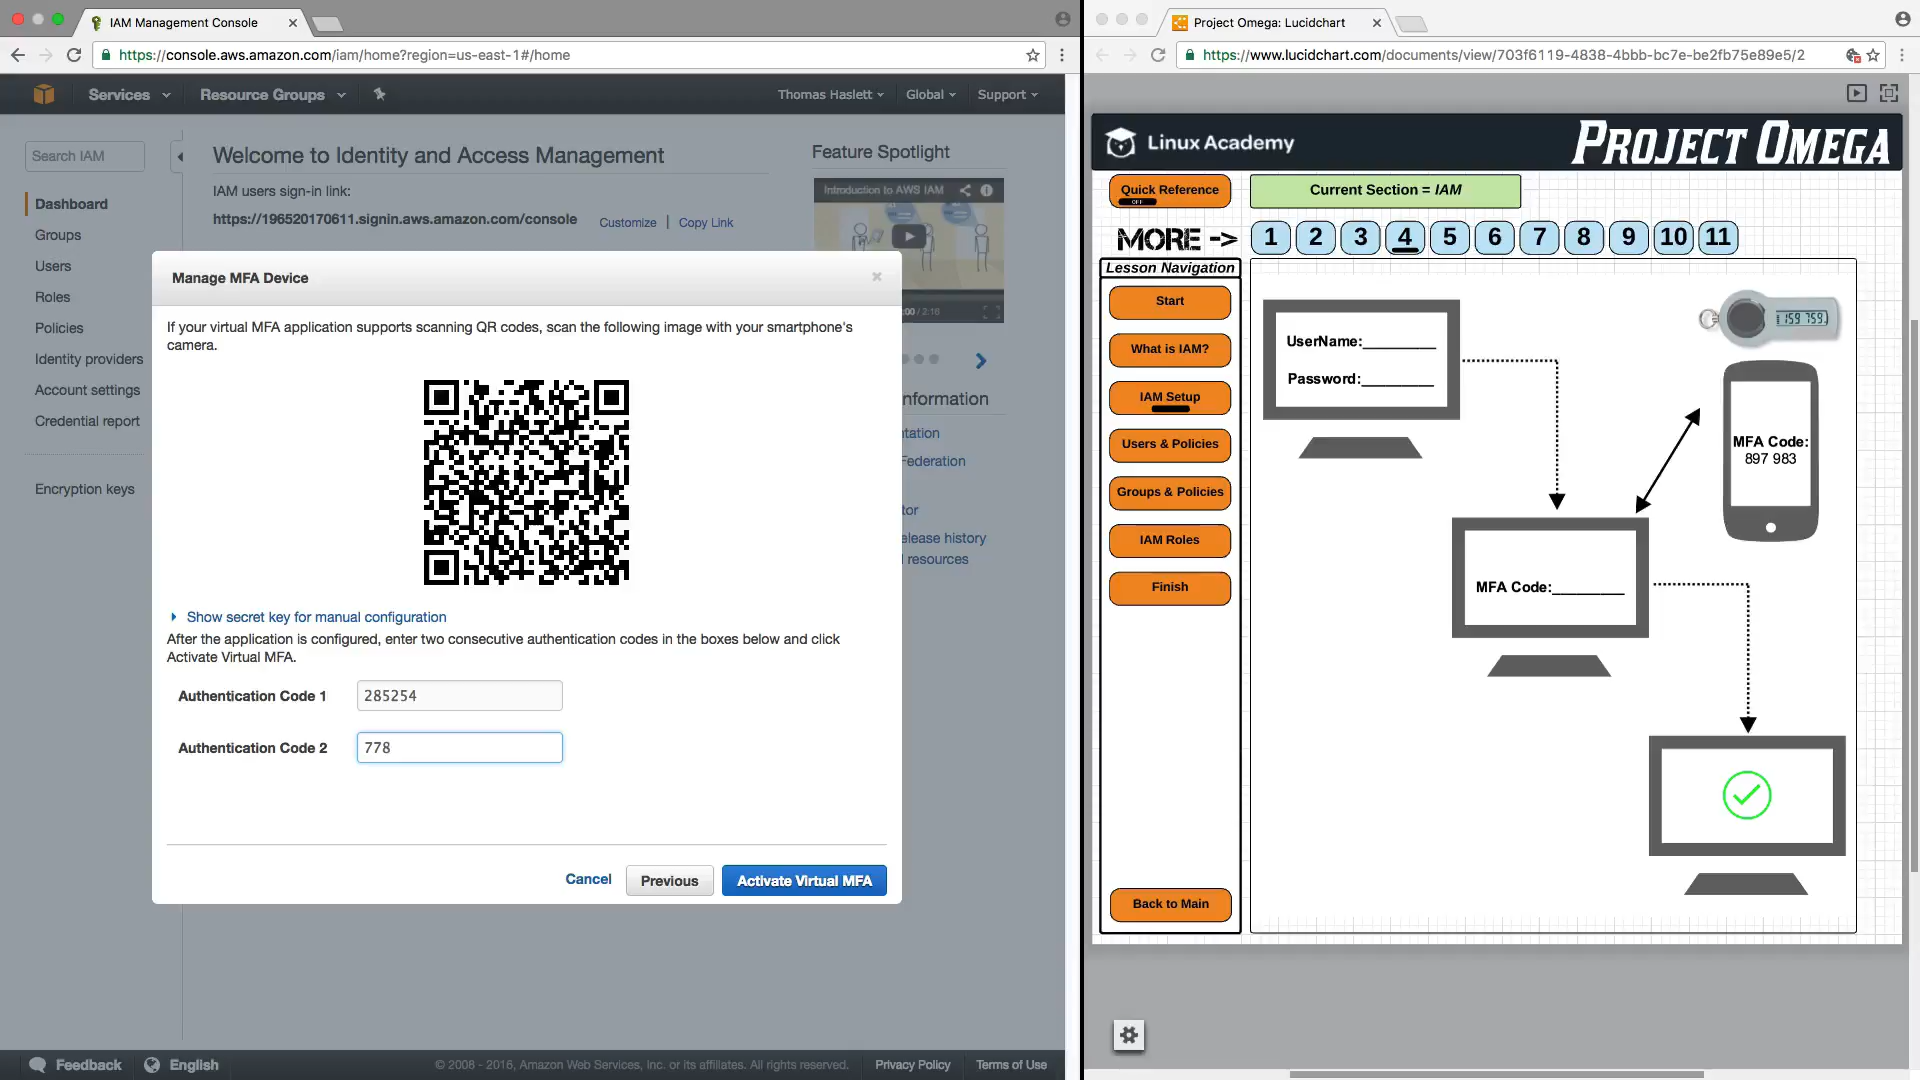 IAM Management Console
https://console.aws.amazon.com/iam/home?region=us-east-1#/home
Services
Resource Groups
Thomas Haslett
Global
Support
Search IAM
Dashboard
Groups
Users
Roles
Policies
Identity providers
Account settings
Credential report
Encryption keys
Welcome to Identity and Access Management
IAM users sign-in link:
https://196520170611.signin.aws.amazon.com/console
Customize | Copy Link
Feature Spotlight
Introduction to AWS IAM
:00 / 2:16
nformation
ntation
Federation
tor
elease history
resources
Manage MFA Device
If your virtual MFA application supports scanning QR codes, scan the following image with your smartphone's
camera.
Show secret key for manual configuration
After the application is configured, enter two consecutive authentication codes in the boxes below and click
Activate Virtual MFA.
Authentication Code 1
285254
Authentication Code 2
778
Cancel
Previous
Activate Virtual MFA
Feedback
English
© 2008 - 2016, Amazon Web Services, Inc. or its affiliates. All rights reserved.
Privacy Policy
Terms of Use
Project Omega: Lucidchart
https://www.lucidchart.com/documents/view/703f6119-4838-4bbb-bc7e-be2fb75e89e5/2
Linux Academy
PROJECT OMEGA
Quick Reference
OFF
Current Section = IAM
MORE ->
1 2 3 4 5 6 7 8 9 10 11
Lesson Navigation
Start
What is IAM?
IAM Setup
Users & Policies
Groups & Policies
IAM Roles
Finish
Back to Main
UserName:_________
Password:_________
159 759
MFA Code:
897 983
MFA Code:_________